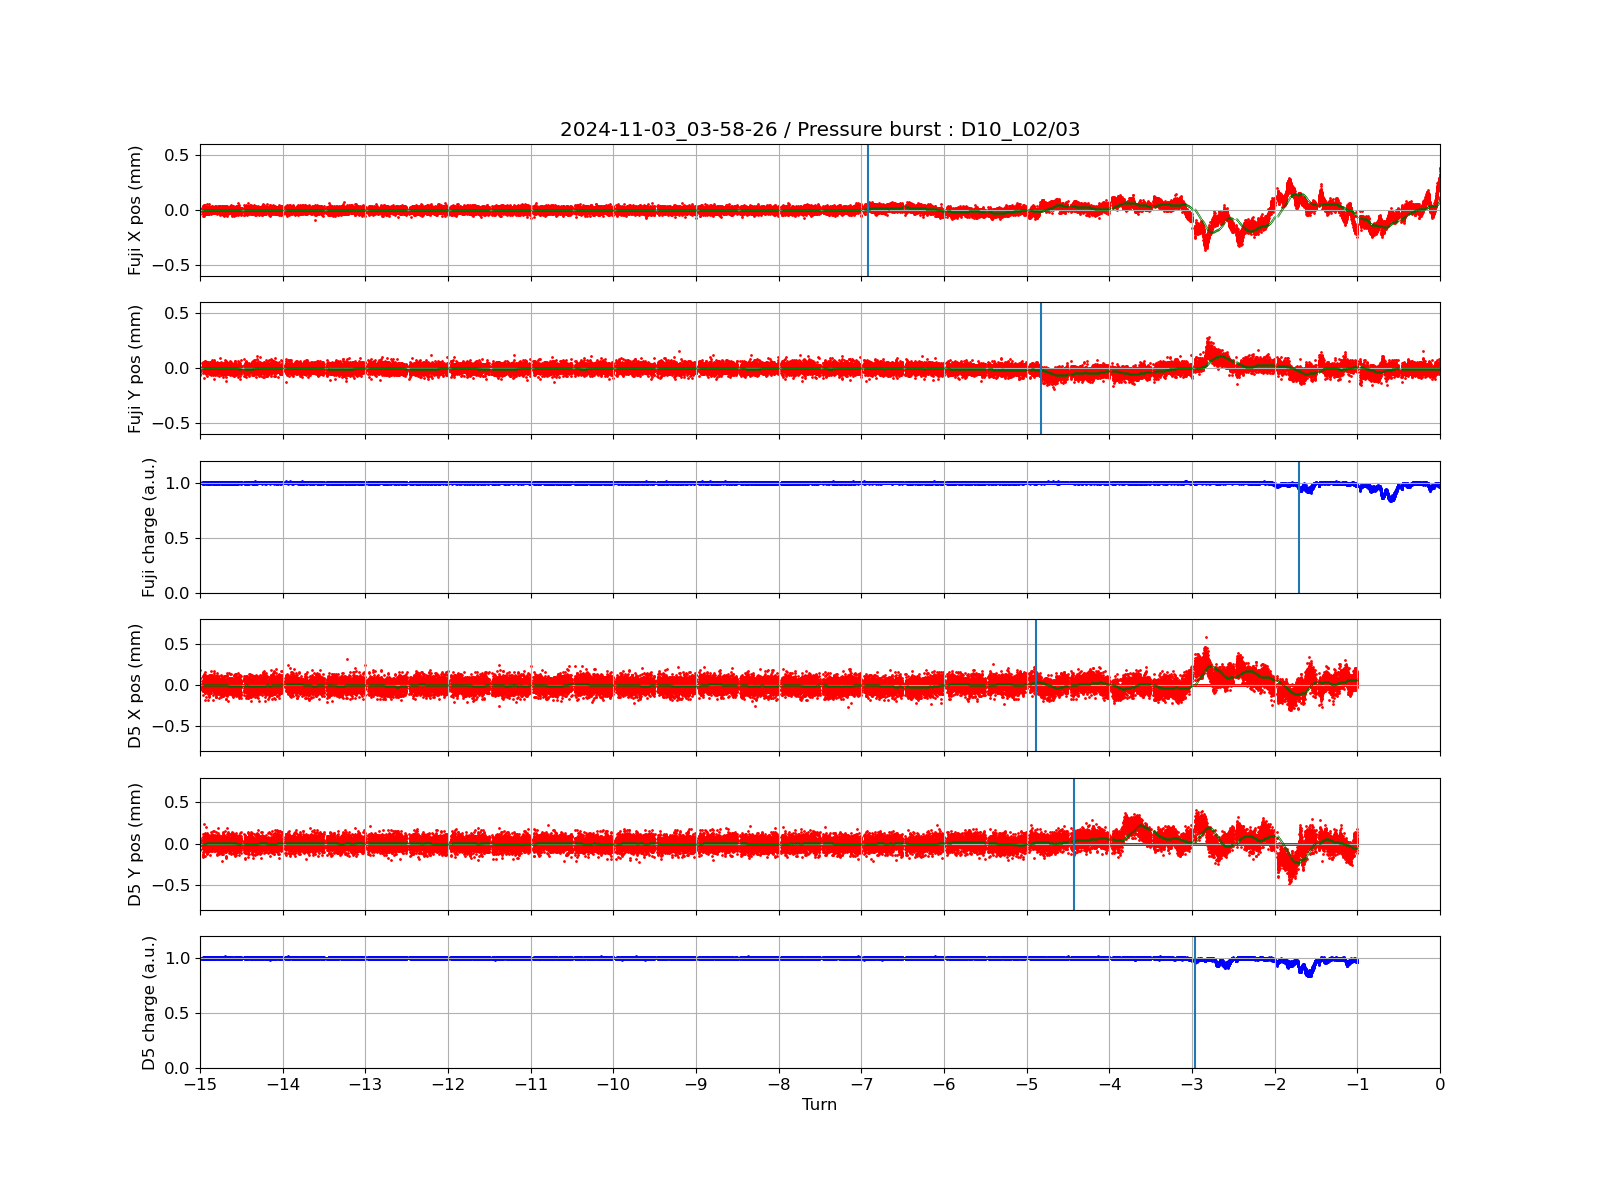 2024-11-03_03-58-26 / Pressure burst : D10_L02/03
Fuji X pos (mm)
0.5
0.0
−0.5
Fuji Y pos (mm)
0.5
0.0
−0.5
Fuji charge (a.u.)
1.0
0.5
0.0
D5 X pos (mm)
0.5
0.0
−0.5
D5 Y pos (mm)
0.5
0.0
−0.5
D5 charge (a.u.)
1.0
0.5
0.0
−15 −14 −13 −12 −11 −10 −9 −8 −7 −6 −5 −4 −3 −2 −1 0
Turn